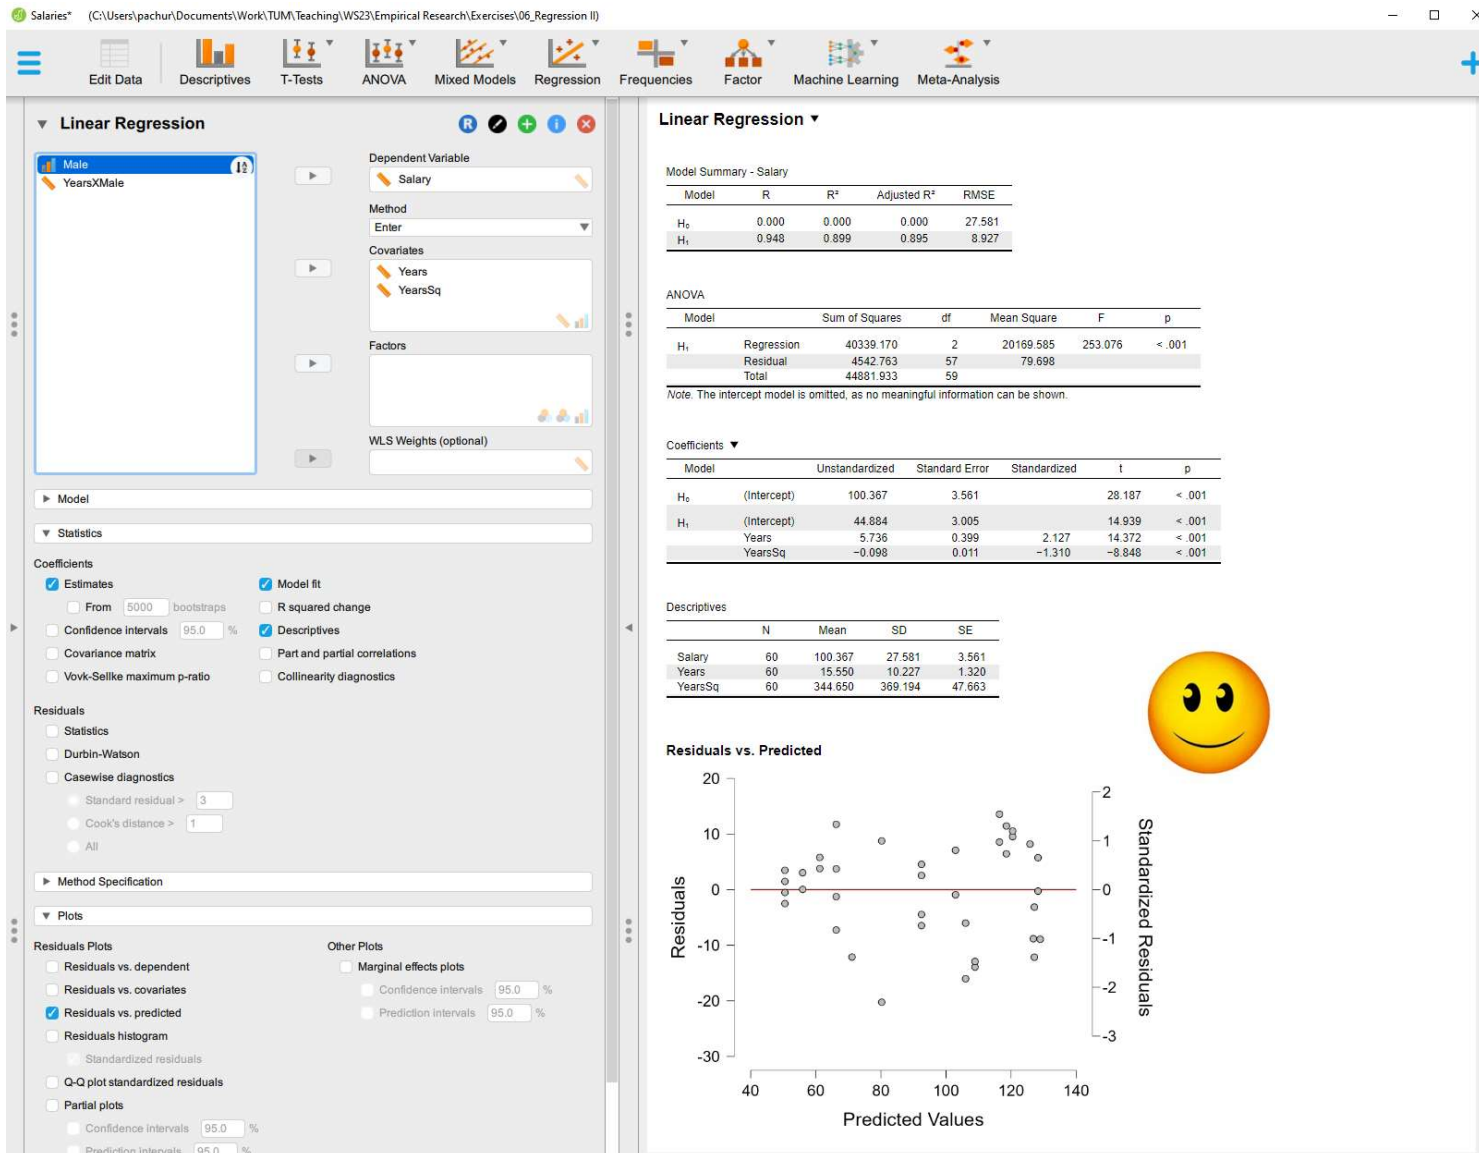 Salaries* (C:\Users\pachur\Documents\Work\TUM\Teaching\WS23\Empirical Research\Exercises\06_Regression II)
Edit Data Descriptives T-Tests ANOVA Mixed Models Regression Frequencies Factor Machine Learning Meta-Analysis
Linear Regression
R i
Male
YearsXMale
Dependent Variable
Salary
Method
Enter
Covariates
Years
YearsSq
Factors
WLS Weights (optional)
Model
Statistics
Coefficients
Estimates Model fit
From 5000 bootstraps R squared change
Confidence intervals 95.0 % Descriptives
Covariance matrix Part and partial correlations
Vovk-Sellke maximum p-ratio Collinearity diagnostics
Residuals
Statistics
Durbin-Watson
Casewise diagnostics
Standard residual > 3
Cook's distance > 1
All
Method Specification
Plots
Residuals Plots Other Plots
Residuals vs. dependent Marginal effects plots
Residuals vs. covariates Confidence intervals 95.0 %
Residuals vs. predicted Prediction intervals 95.0 %
Residuals histogram
Standardized residuals
Q-Q plot standardized residuals
Partial plots
Confidence intervals 95.0 %
Prediction intervals 95.0 %
Linear Regression
Model Summary - Salary
Model R R² Adjusted R² RMSE
H₀ 0.000 0.000 0.000 27.581
H₁ 0.948 0.899 0.895 8.927
ANOVA
Model Sum of Squares df Mean Square F p
H₁ Regression 40339.170 2 20169.585 253.076 < .001
Residual 4542.763 57 79.698
Total 44881.933 59
Note. The intercept model is omitted, as no meaningful information can be shown.
Coefficients
Model Unstandardized Standard Error Standardized t p
H₀ (Intercept) 100.367 3.561 28.187 < .001
H₁ (Intercept) 44.884 3.005 14.939 < .001
Years 5.736 0.399 2.127 14.372 < .001
YearsSq −0.098 0.011 −1.310 −8.848 < .001
Descriptives
N Mean SD SE
Salary 60 100.367 27.581 3.561
Years 60 15.550 10.227 1.320
YearsSq 60 344.650 369.194 47.663
Residuals vs. Predicted
20
10
0
-10
-20
-30
Residuals
2
1
0
-1
-2
-3
Standardized Residuals
40 60 80 100 120 140
Predicted Values